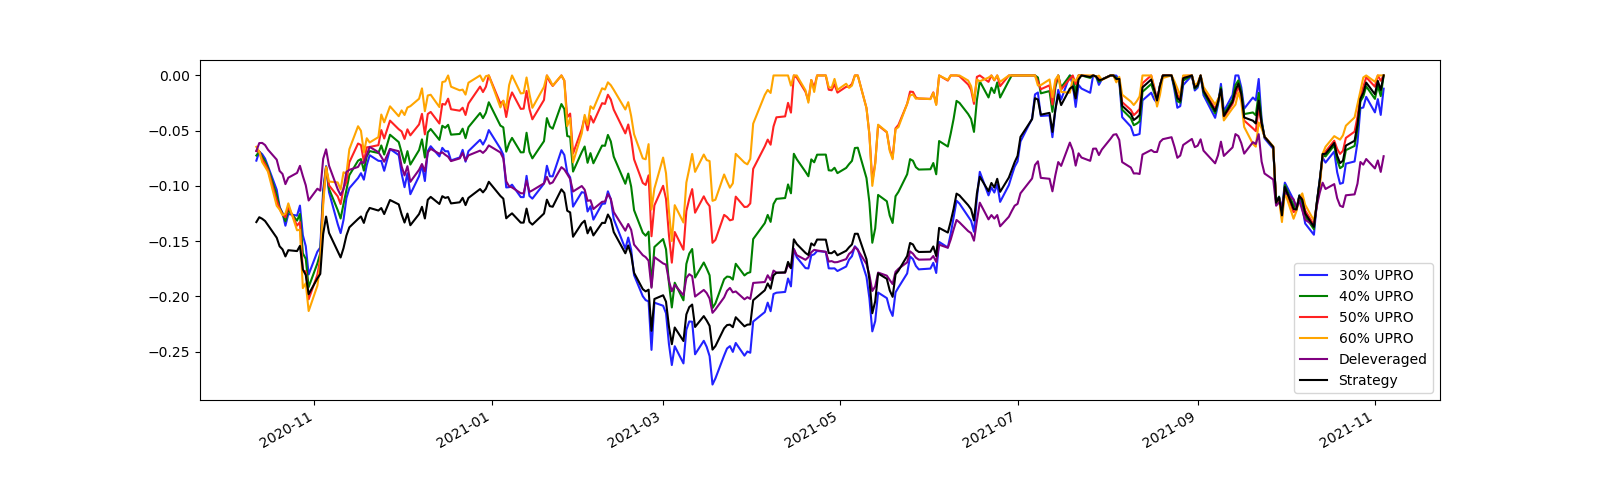 0.00
−0.05
−0.10
−0.15
−0.20
−0.25
2020-11
2021-01
2021-03
2021-05
2021-07
2021-09
2021-11
30% UPRO
40% UPRO
50% UPRO
60% UPRO
Deleveraged
Strategy